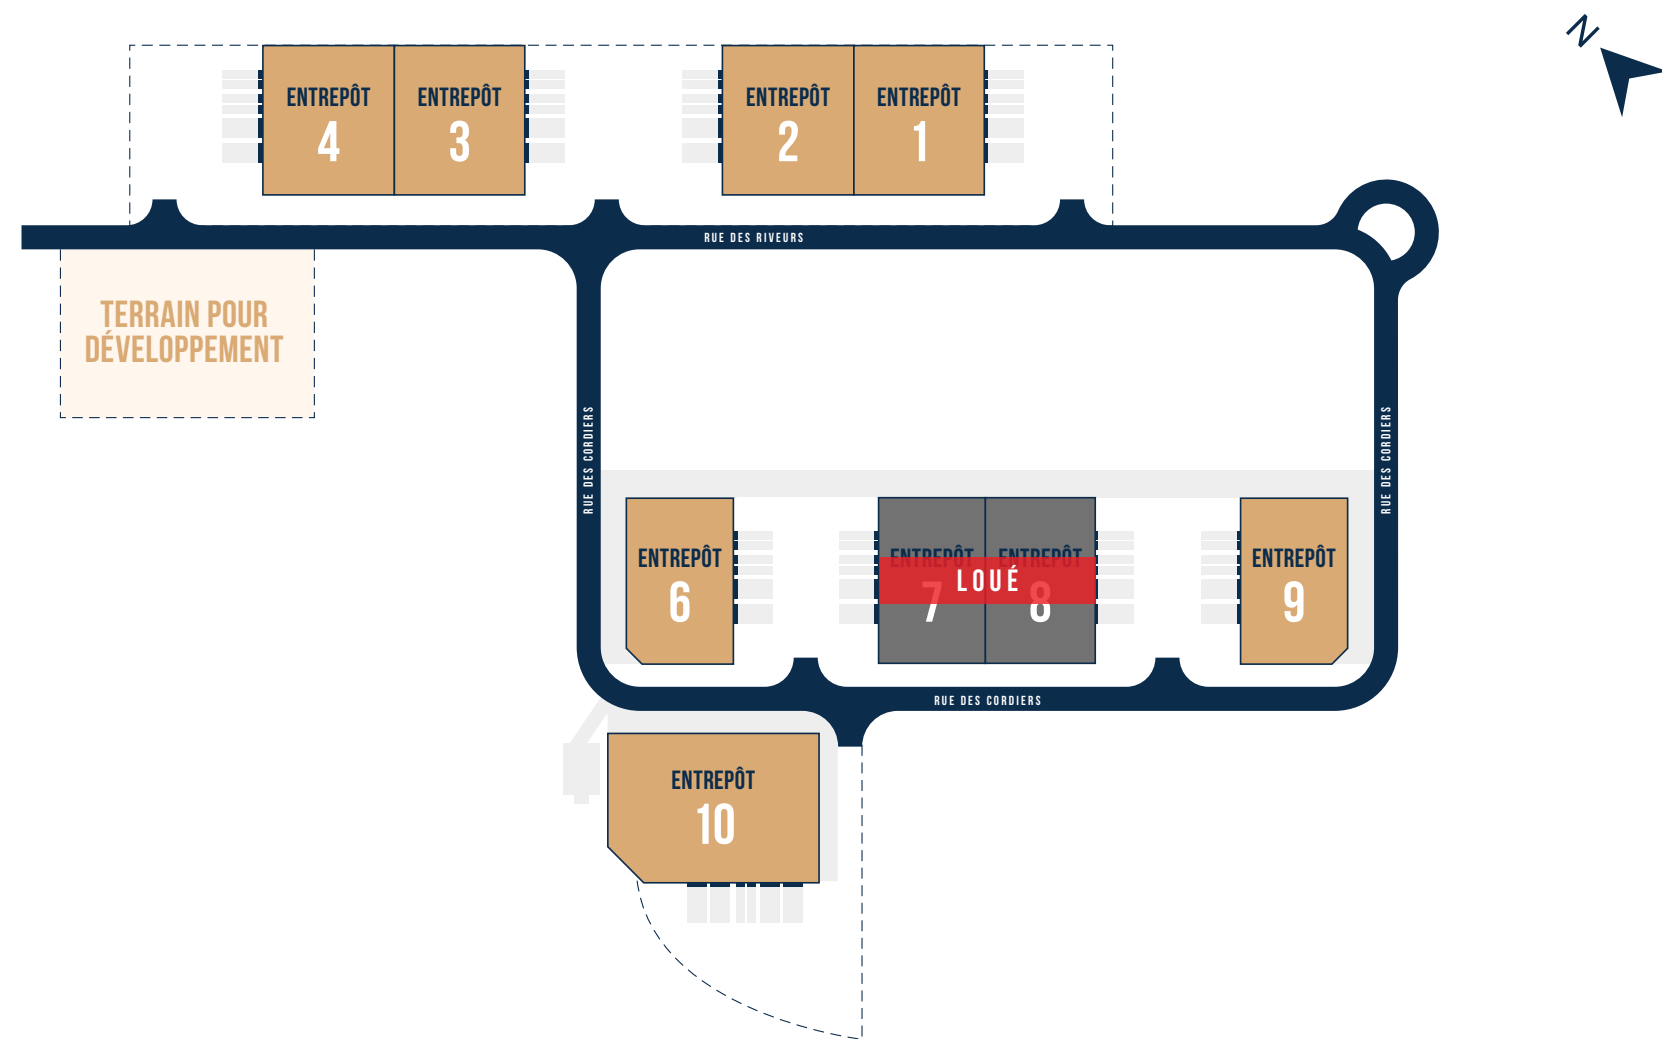 N
ENTREPÔT
4
ENTREPÔT
3
ENTREPÔT
2
ENTREPÔT
1
RUE DES RIVEURS
TERRAIN POUR
DÉVELOPPEMENT
RUE DES CORDIERS
RUE DES CORDIERS
ENTREPÔT
6
ENTREPÔT
7
ENTREPÔT
8
LOUÉ
ENTREPÔT
9
RUE DES CORDIERS
ENTREPÔT
10